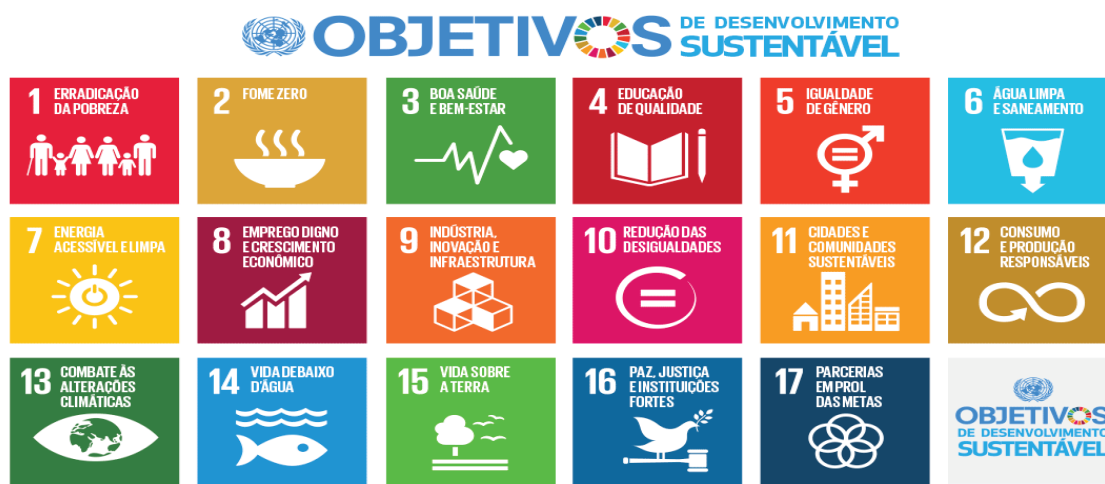 OBJETIVOS DE DESENVOLVIMENTO
SUSTENTÁVEL
1 ERRADICAÇÃO
DA POBREZA
2 FOME ZERO
3 BOA SAÚDE
E BEM-ESTAR
4 EDUCAÇÃO
DE QUALIDADE
5 IGUALDADE
DE GÊNERO
6 ÁGUA LIMPA
E SANEAMENTO
7 ENERGIA
ACESSÍVEL E LIMPA
8 EMPREGO DIGNO
E CRESCIMENTO
ECONÔMICO
9 INDÚSTRIA,
INOVAÇÃO E
INFRAESTRUTURA
10 REDUÇÃO DAS
DESIGUALDADES
11 CIDADES E
COMUNIDADES
SUSTENTÁVEIS
12 CONSUMO
E PRODUÇÃO
RESPONSÁVEIS
13 COMBATE ÀS
ALTERAÇÕES
CLIMÁTICAS
14 VIDA DEBAIXO
D'ÁGUA
15 VIDA SOBRE
A TERRA
16 PAZ, JUSTIÇA
E INSTITUIÇÕES
FORTES
17 PARCERIAS
EM PROL
DAS METAS
OBJETIVOS
DE DESENVOLVIMENTO
SUSTENTÁVEL